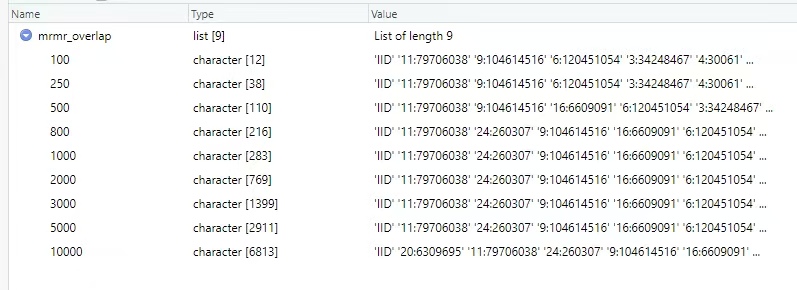 Name Type Value
mrmr_overlap list [9] List of length 9
100 character [12] 'IID' '11:79706038' '9:104614516' '6:120451054' '3:34248467' '4:30061' ...
250 character [38] 'IID' '11:79706038' '9:104614516' '6:120451054' '3:34248467' '4:30061' ...
500 character [110] 'IID' '11:79706038' '9:104614516' '16:6609091' '6:120451054' '3:34248467' ...
800 character [216] 'IID' '11:79706038' '24:260307' '9:104614516' '16:6609091' '6:120451054' ...
1000 character [283] 'IID' '11:79706038' '24:260307' '9:104614516' '16:6609091' '6:120451054' ...
2000 character [769] 'IID' '11:79706038' '24:260307' '9:104614516' '16:6609091' '6:120451054' ...
3000 character [1399] 'IID' '11:79706038' '24:260307' '9:104614516' '16:6609091' '6:120451054' ...
5000 character [2911] 'IID' '11:79706038' '24:260307' '9:104614516' '16:6609091' '6:120451054' ...
10000 character [6813] 'IID' '20:6309695' '11:79706038' '24:260307' '9:104614516' '16:6609091' ...